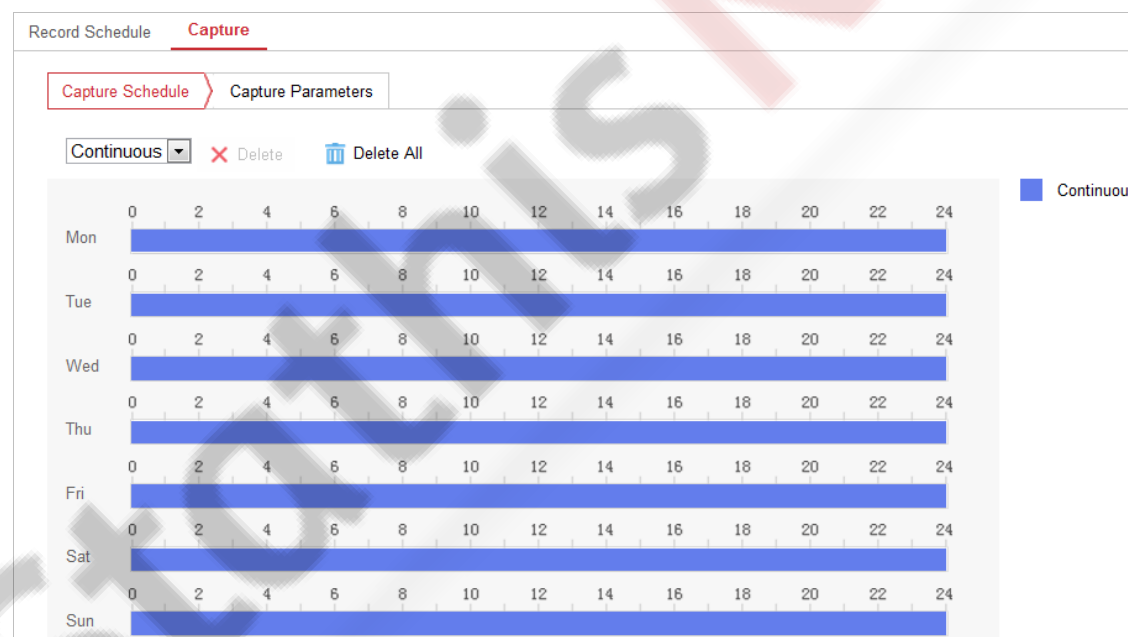 Record Schedule Capture
Capture Schedule Capture Parameters
Continuous Delete Delete All
Continuou
0 2 4 6 8 10 12 14 16 18 20 22 24
Mon
0 2 4 6 8 10 12 14 16 18 20 22 24
Tue
0 2 4 6 8 10 12 14 16 18 20 22 24
Wed
0 2 4 6 8 10 12 14 16 18 20 22 24
Thu
0 2 4 6 8 10 12 14 16 18 20 22 24
Fri
0 2 4 6 8 10 12 14 16 18 20 22 24
Sat
0 2 4 6 8 10 12 14 16 18 20 22 24
Sun
Stathis